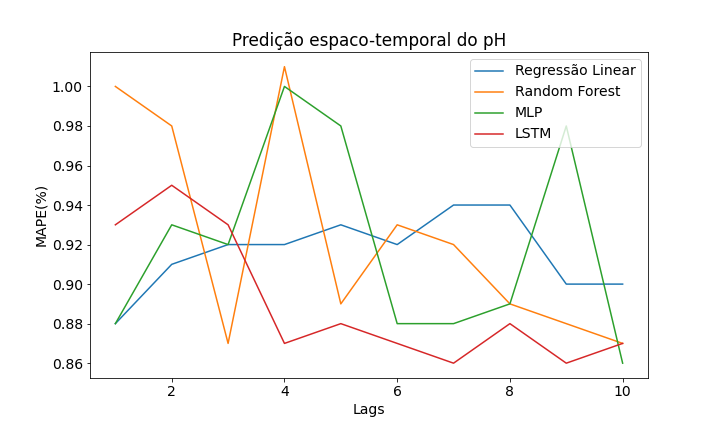 Predição espaco-temporal do pH
Regressão Linear
Random Forest
MLP
LSTM
MAPE(%)
1.00
0.98
0.96
0.94
0.92
0.90
0.88
0.86
2 4 6 8 10
Lags